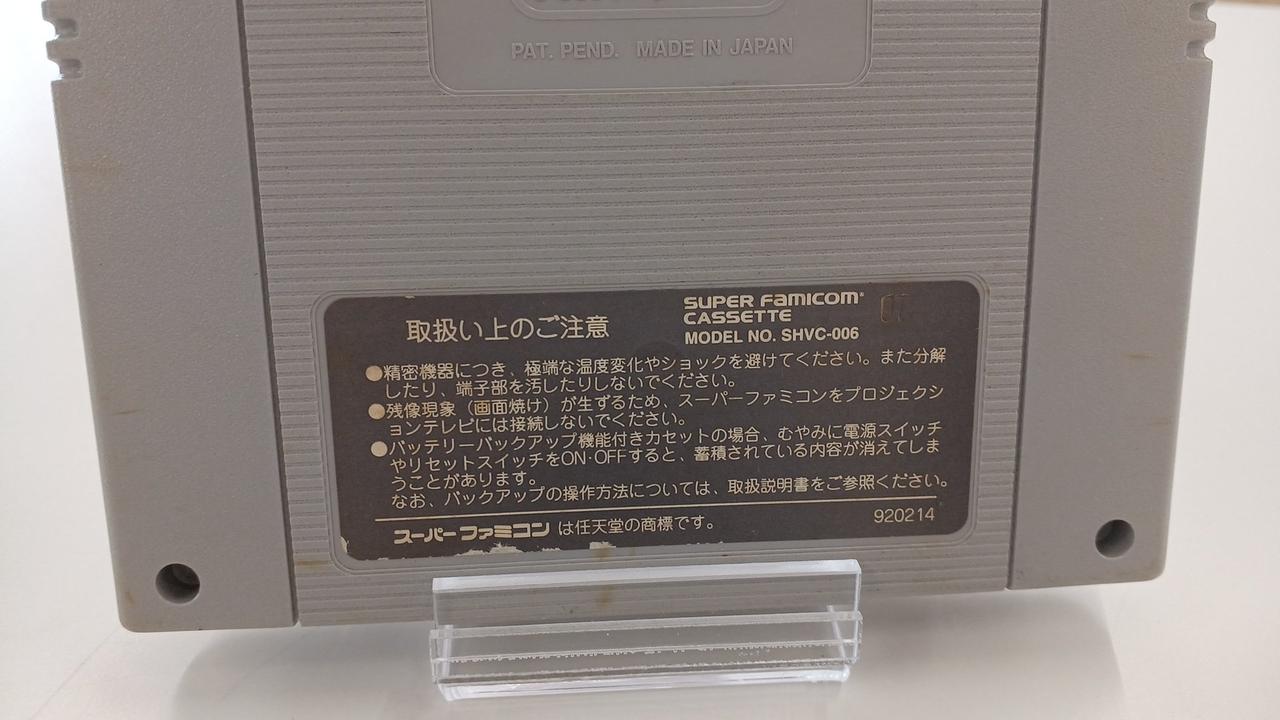 PAT. PEND. MADE IN JAPAN
取扱い上のご注意
SUPER FAMICOM®
CASSETTE
MODEL NO. SHVC-006
●精密機器につき、極端な温度変化やショックを避けてください。また分解
したり、端子部を汚したりしないでください。
●残像現象（画面焼け）が生ずるため、スーパーファミコンをプロジェクシ
ョンテレビには接続しないでください。
●バッテリーバックアップ機能付きカセットの場合、むやみに電源スイッチ
やリセットスイッチをON・OFFすると、蓄積されている内容が消えてしま
うことがあります。
なお、バックアップの操作方法については、取扱説明書をご参照ください。
スーパーファミコン は任天堂の商標です。
920214